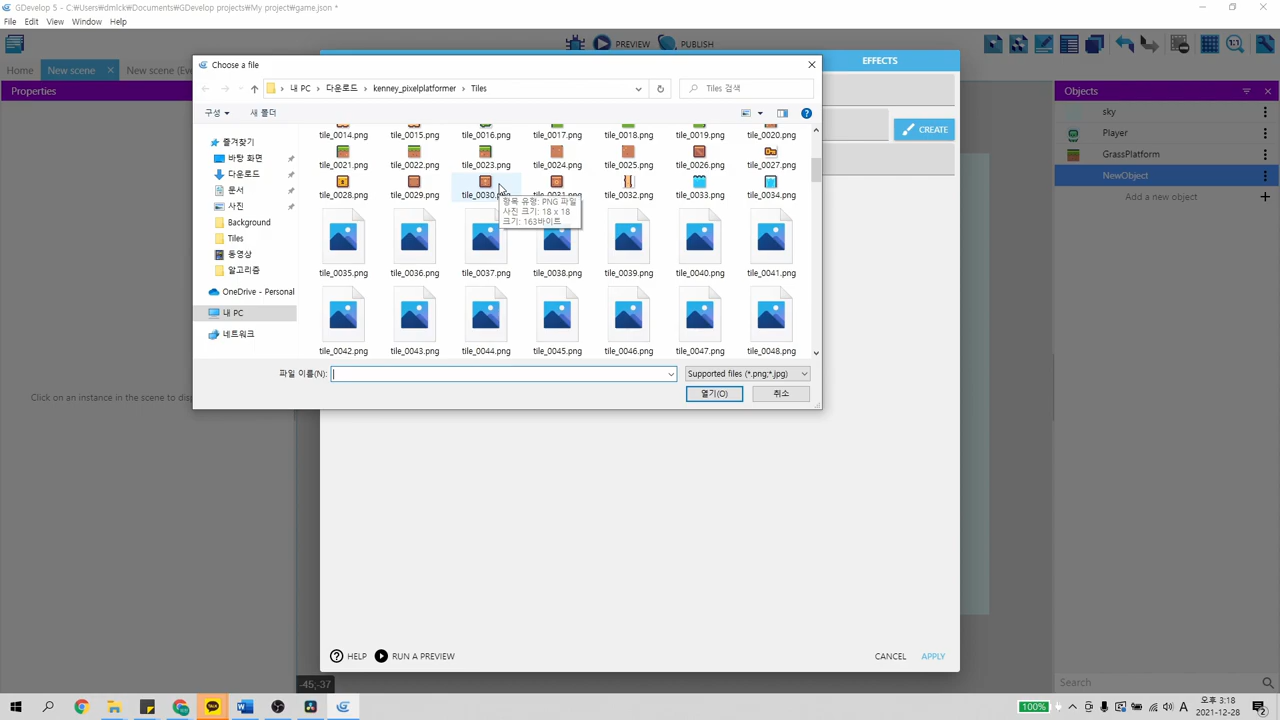 GDevelop 5 - C:₩Users₩dmlck₩Documents₩GDevelop projects₩My project₩game.json *
File Edit View Window Help
PREVIEW PUBLISH
Home New scene × New scene (Eve
Properties
Choose a file
EFFECTS
내 PC > 다운로드 > kenney_pixelplatformer > Tiles
Tiles 검색
구성 새 폴더
CREATE
Objects
sky
Player
GrassPlatform
NewObject
Add a new object
즐겨찾기
바탕 화면
다운로드
문서
사진
Background
Tiles
동영상
알고리즘
OneDrive - Personal
내 PC
네트워크
tile_0014.png tile_0015.png tile_0016.png tile_0017.png tile_0018.png tile_0019.png tile_0020.png
tile_0021.png tile_0022.png tile_0023.png tile_0024.png tile_0025.png tile_0026.png tile_0027.png
tile_0028.png tile_0029.png tile_0030.png tile_0031.png tile_0032.png tile_0033.png tile_0034.png
항목 유형: PNG 파일
사진 크기: 18 x 18
크기: 163바이트
tile_0035.png tile_0036.png tile_0037.png tile_0038.png tile_0039.png tile_0040.png tile_0041.png
tile_0042.png tile_0043.png tile_0044.png tile_0045.png tile_0046.png tile_0047.png tile_0048.png
파일 이름(N):
Supported files (*.png;*.jpg)
열기(O) 취소
Click on an instance in the scene to disp
HELP RUN A PREVIEW
CANCEL APPLY
-45;-37
Search
100%
A
오후 3:18
2021-12-28
2